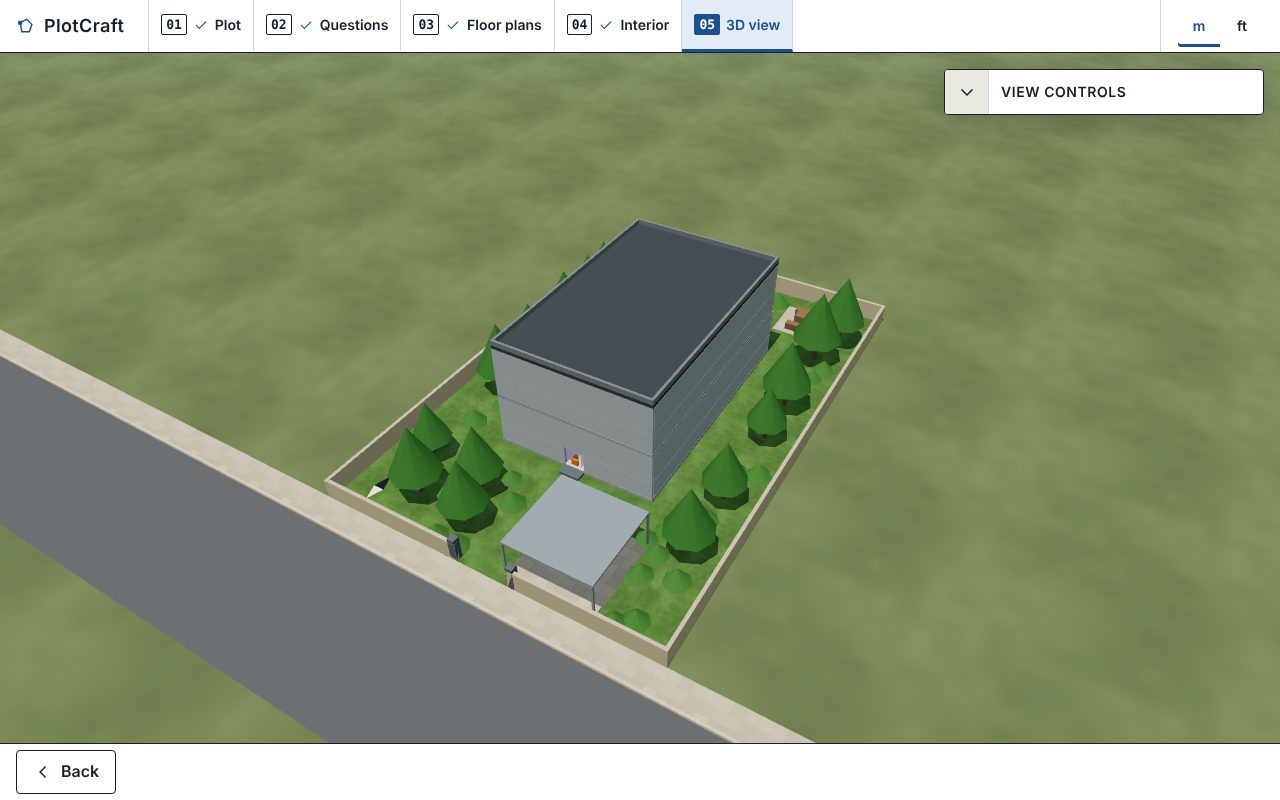 PlotCraft
01 Plot
02 Questions
03 Floor plans
04 Interior
05 3D view
m
ft
VIEW CONTROLS
Back